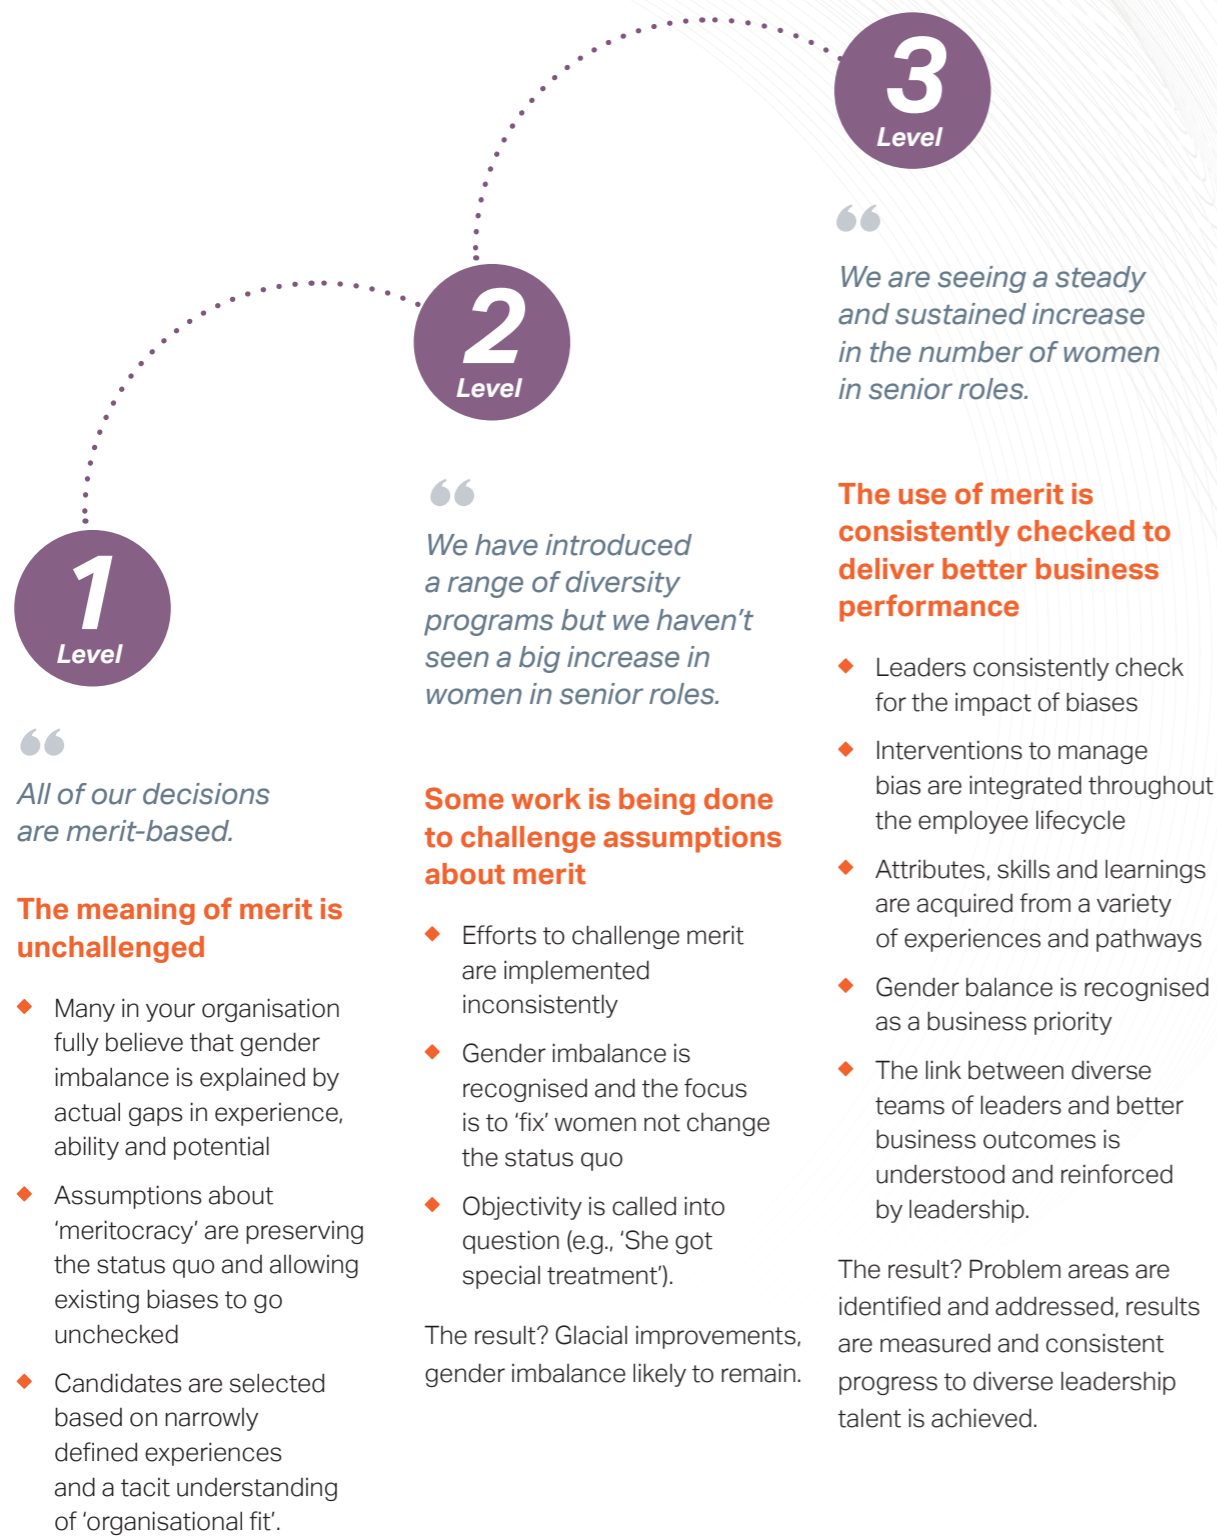 1
Level
“
All of our decisions
are merit-based.
The meaning of merit is
unchallenged
Many in your organisation
fully believe that gender
imbalance is explained by
actual gaps in experience,
ability and potential
Assumptions about
‘meritocracy’ are preserving
the status quo and allowing
existing biases to go
unchecked
Candidates are selected
based on narrowly
defined experiences
and a tacit understanding
of ‘organisational fit’.
2
Level
“
We have introduced
a range of diversity
programs but we haven’t
seen a big increase in
women in senior roles.
Some work is being done
to challenge assumptions
about merit
Efforts to challenge merit
are implemented
inconsistently
Gender imbalance is
recognised and the focus
is to ‘fix’ women not change
the status quo
Objectivity is called into
question (e.g., ‘She got
special treatment’).
The result? Glacial improvements,
gender imbalance likely to remain.
3
Level
“
We are seeing a steady
and sustained increase
in the number of women
in senior roles.
The use of merit is
consistently checked to
deliver better business
performance
Leaders consistently check
for the impact of biases
Interventions to manage
bias are integrated throughout
the employee lifecycle
Attributes, skills and learnings
are acquired from a variety
of experiences and pathways
Gender balance is recognised
as a business priority
The link between diverse
teams of leaders and better
business outcomes is
understood and reinforced
by leadership.
The result? Problem areas are
identified and addressed, results
are measured and consistent
progress to diverse leadership
talent is achieved.